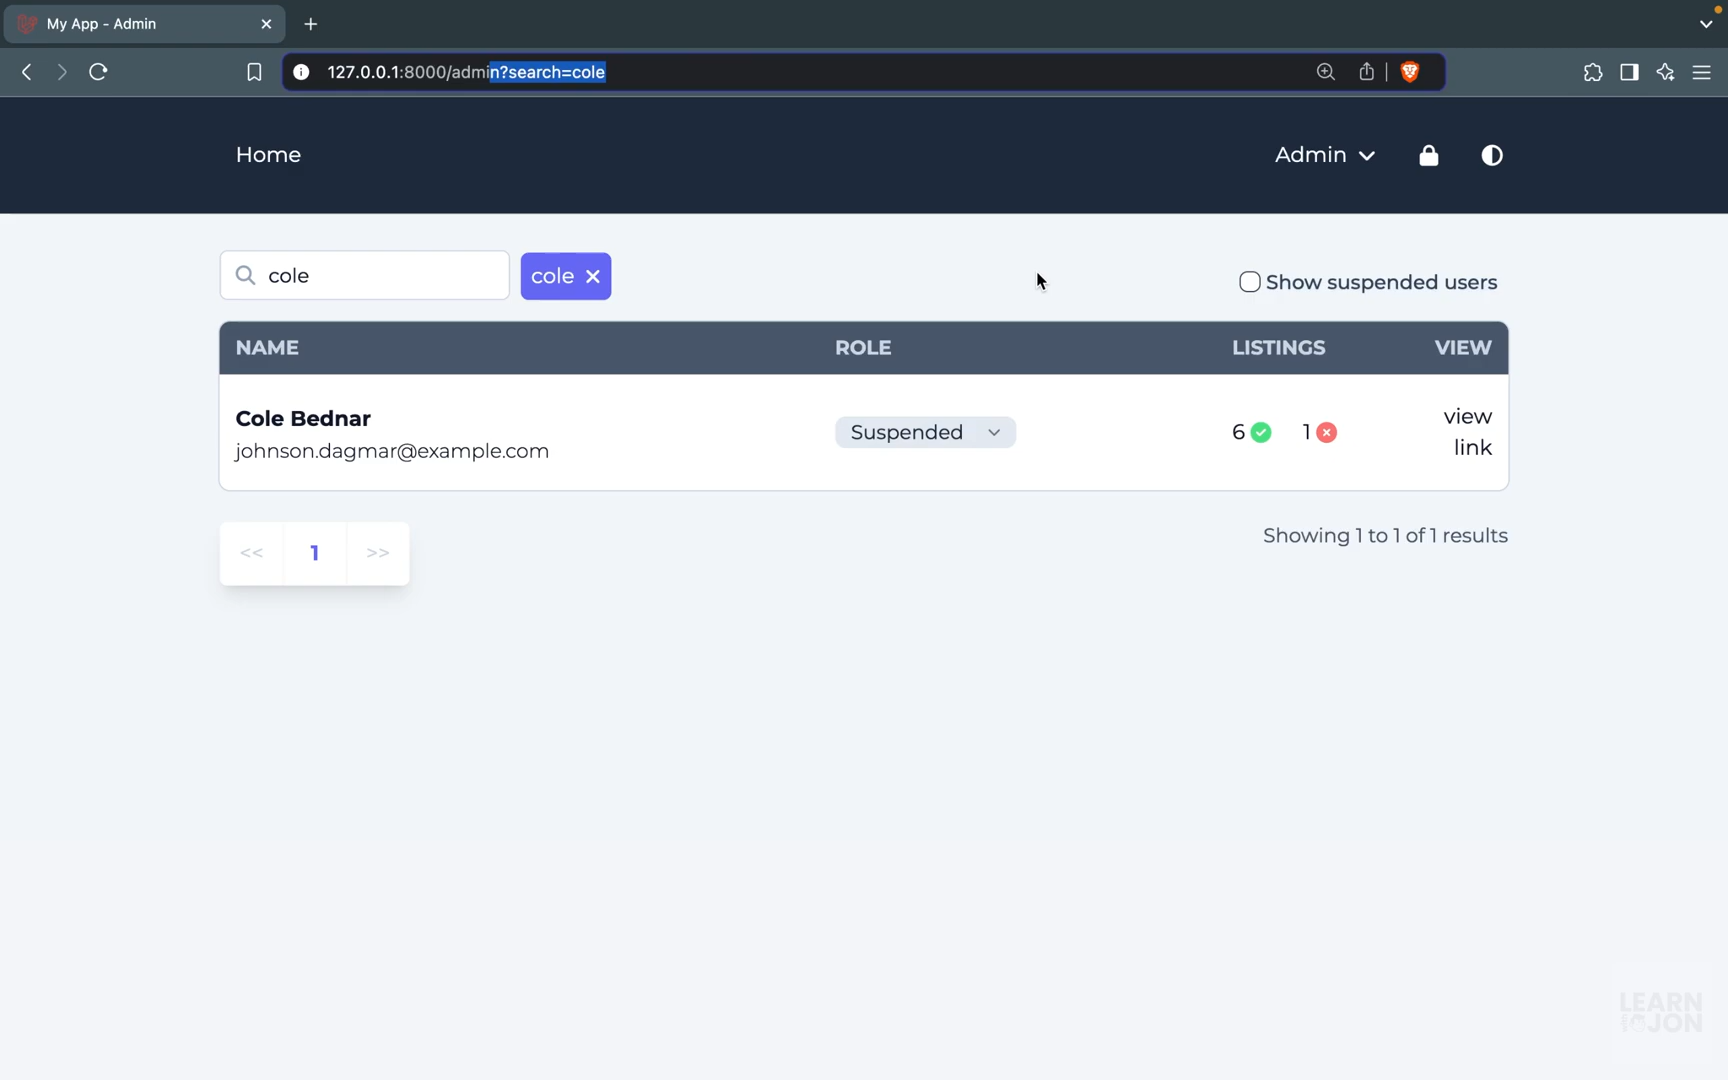 My App - Admin
127.0.0.1:8000/admin?search=cole
Home
Admin
cole
cole
Show suspended users
NAME ROLE LISTINGS VIEW
Cole Bednar
johnson.dagmar@example.com
Suspended
6 1
view
link
<< 1 >>
Showing 1 to 1 of 1 results
LEARN
JON